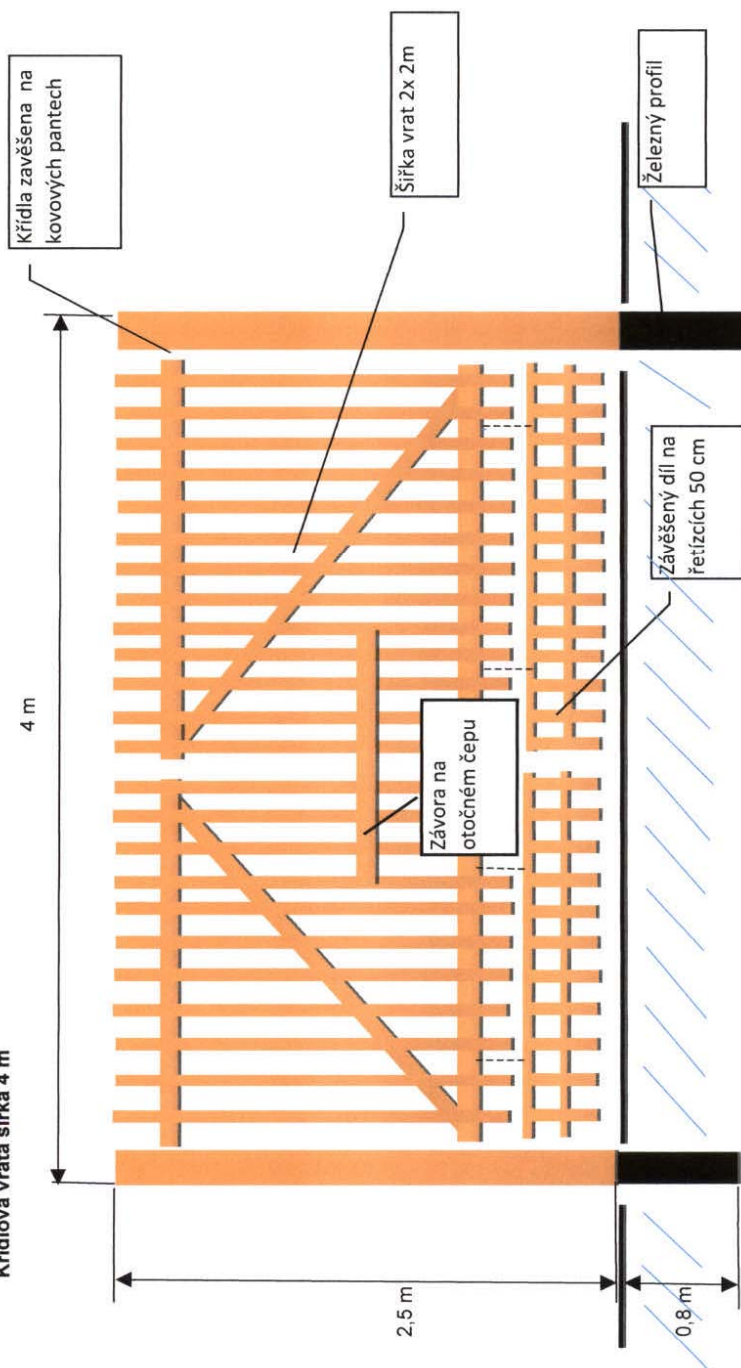 Křídlová vrata šířka 4 m
4 m
Křídla zavěšena na
kovových pantech
Šířka vrat 2x 2m
Závora na
otočném čepu
2,5 m
Závěšený díl na
řetízcích 50 cm
Železný profil
0,8 m